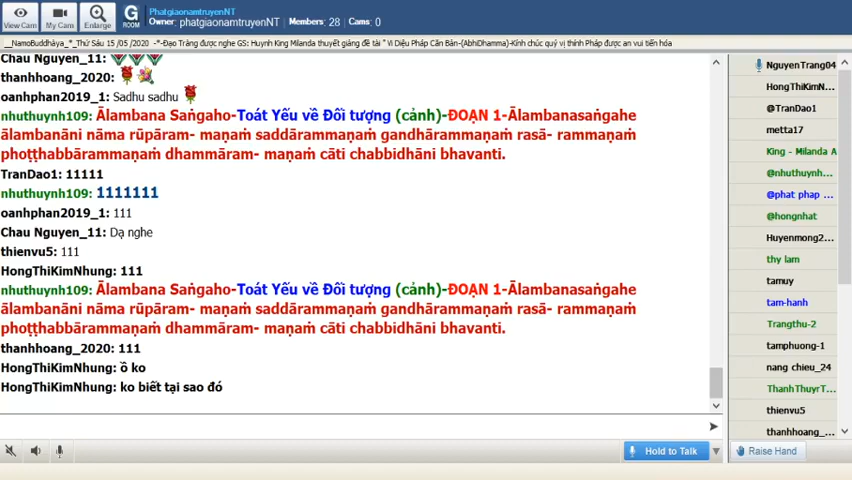 PhatgiaonamtruyenNT
Owner: phatgiaonamtruyenNT Members: 28 Cams: 0
View Cam
My Cam
Enlarge
G
ROOM
__NamoBuddhàya_*_Thứ Sáu 15 /05 /2020 -*-Đạo Tràng được nghe GS: Huynh King Milanda thuyết giảng đề tài " Vi Diệu Pháp Căn Bản-(AbhiDhamma)-Kính chúc quý vị thính Pháp được an vui tiến hóa
Chau Nguyen_11:
thanhhoang_2020:
oanhphan2019_1: Sadhu sadhu
nhuthuynh109: Ālambana Saṅgaho-Toát Yếu về Đối tượng (cảnh)-ĐOẠN 1-Ālambanasaṅgahe
ālambanāni nāma rūpāram- maṇaṁ saddārammaṇaṁ gandhārammaṇaṁ rasā- rammaṇaṁ
phoṭṭhabbārammaṇaṁ dhammāram- maṇaṁ cāti chabbidhāni bhavanti.
TranDao1: 11111
nhuthuynh109: 1111111
oanhphan2019_1: 111
Chau Nguyen_11: Dạ nghe
thienvu5: 111
HongThiKimNhung: 111
nhuthuynh109: Ālambana Saṅgaho-Toát Yếu về Đối tượng (cảnh)-ĐOẠN 1-Ālambanasaṅgahe
ālambanāni nāma rūpāram- maṇaṁ saddārammaṇaṁ gandhārammaṇaṁ rasā- rammaṇaṁ
phoṭṭhabbārammaṇaṁ dhammāram- maṇaṁ cāti chabbidhāni bhavanti.
thanhhoang_2020: 111
HongThiKimNhung: ồ ko
HongThiKimNhung: ko biết tại sao đó
Hold to Talk
NguyenTrang04
HongThiKimN...
@TranDao1
metta17
King - Milanda A
@nhuthuynh...
@phat phap ...
@hongnhat
Huyenmong2...
thy lam
tamuy
tam-hanh
Trangthu-2
tamphuong-1
nang chieu_24
ThanhThuyrT...
thienvu5
thanhhoang_...
Raise Hand